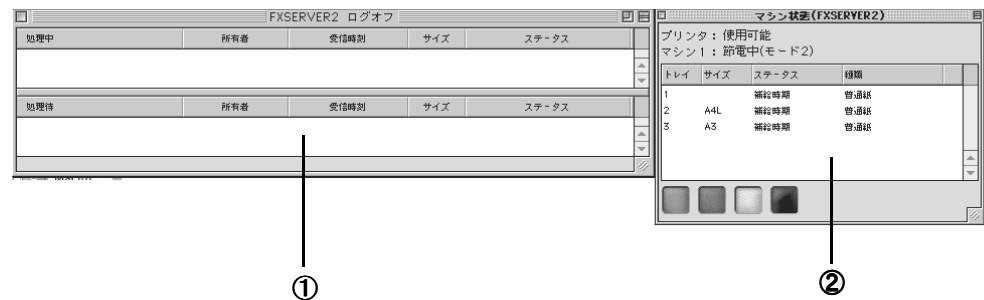 FXSERVER2 ログオフ
処理中 所有者 受信時刻 サイズ ステータス
処理待 所有者 受信時刻 サイズ ステータス
マシン状態(FXSERVER2)
プリンタ：使用可能
マシン1：節電中(モード2)
トレイ サイズ ステータス 種類
1 補給時期 普通紙
2 A4L 補給時期 普通紙
3 A3 補給時期 普通紙
① ②